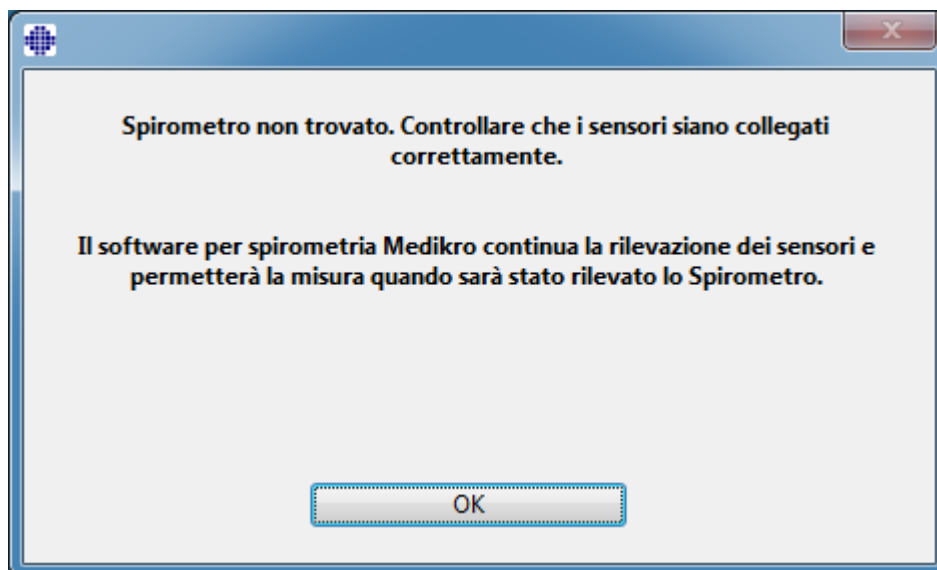 Spirometro non trovato. Controllare che i sensori siano collegati
correttamente.
Il software per spirometria Medikro continua la rilevazione dei sensori e
permetterà la misura quando sarà stato rilevato lo Spirometro.
OK